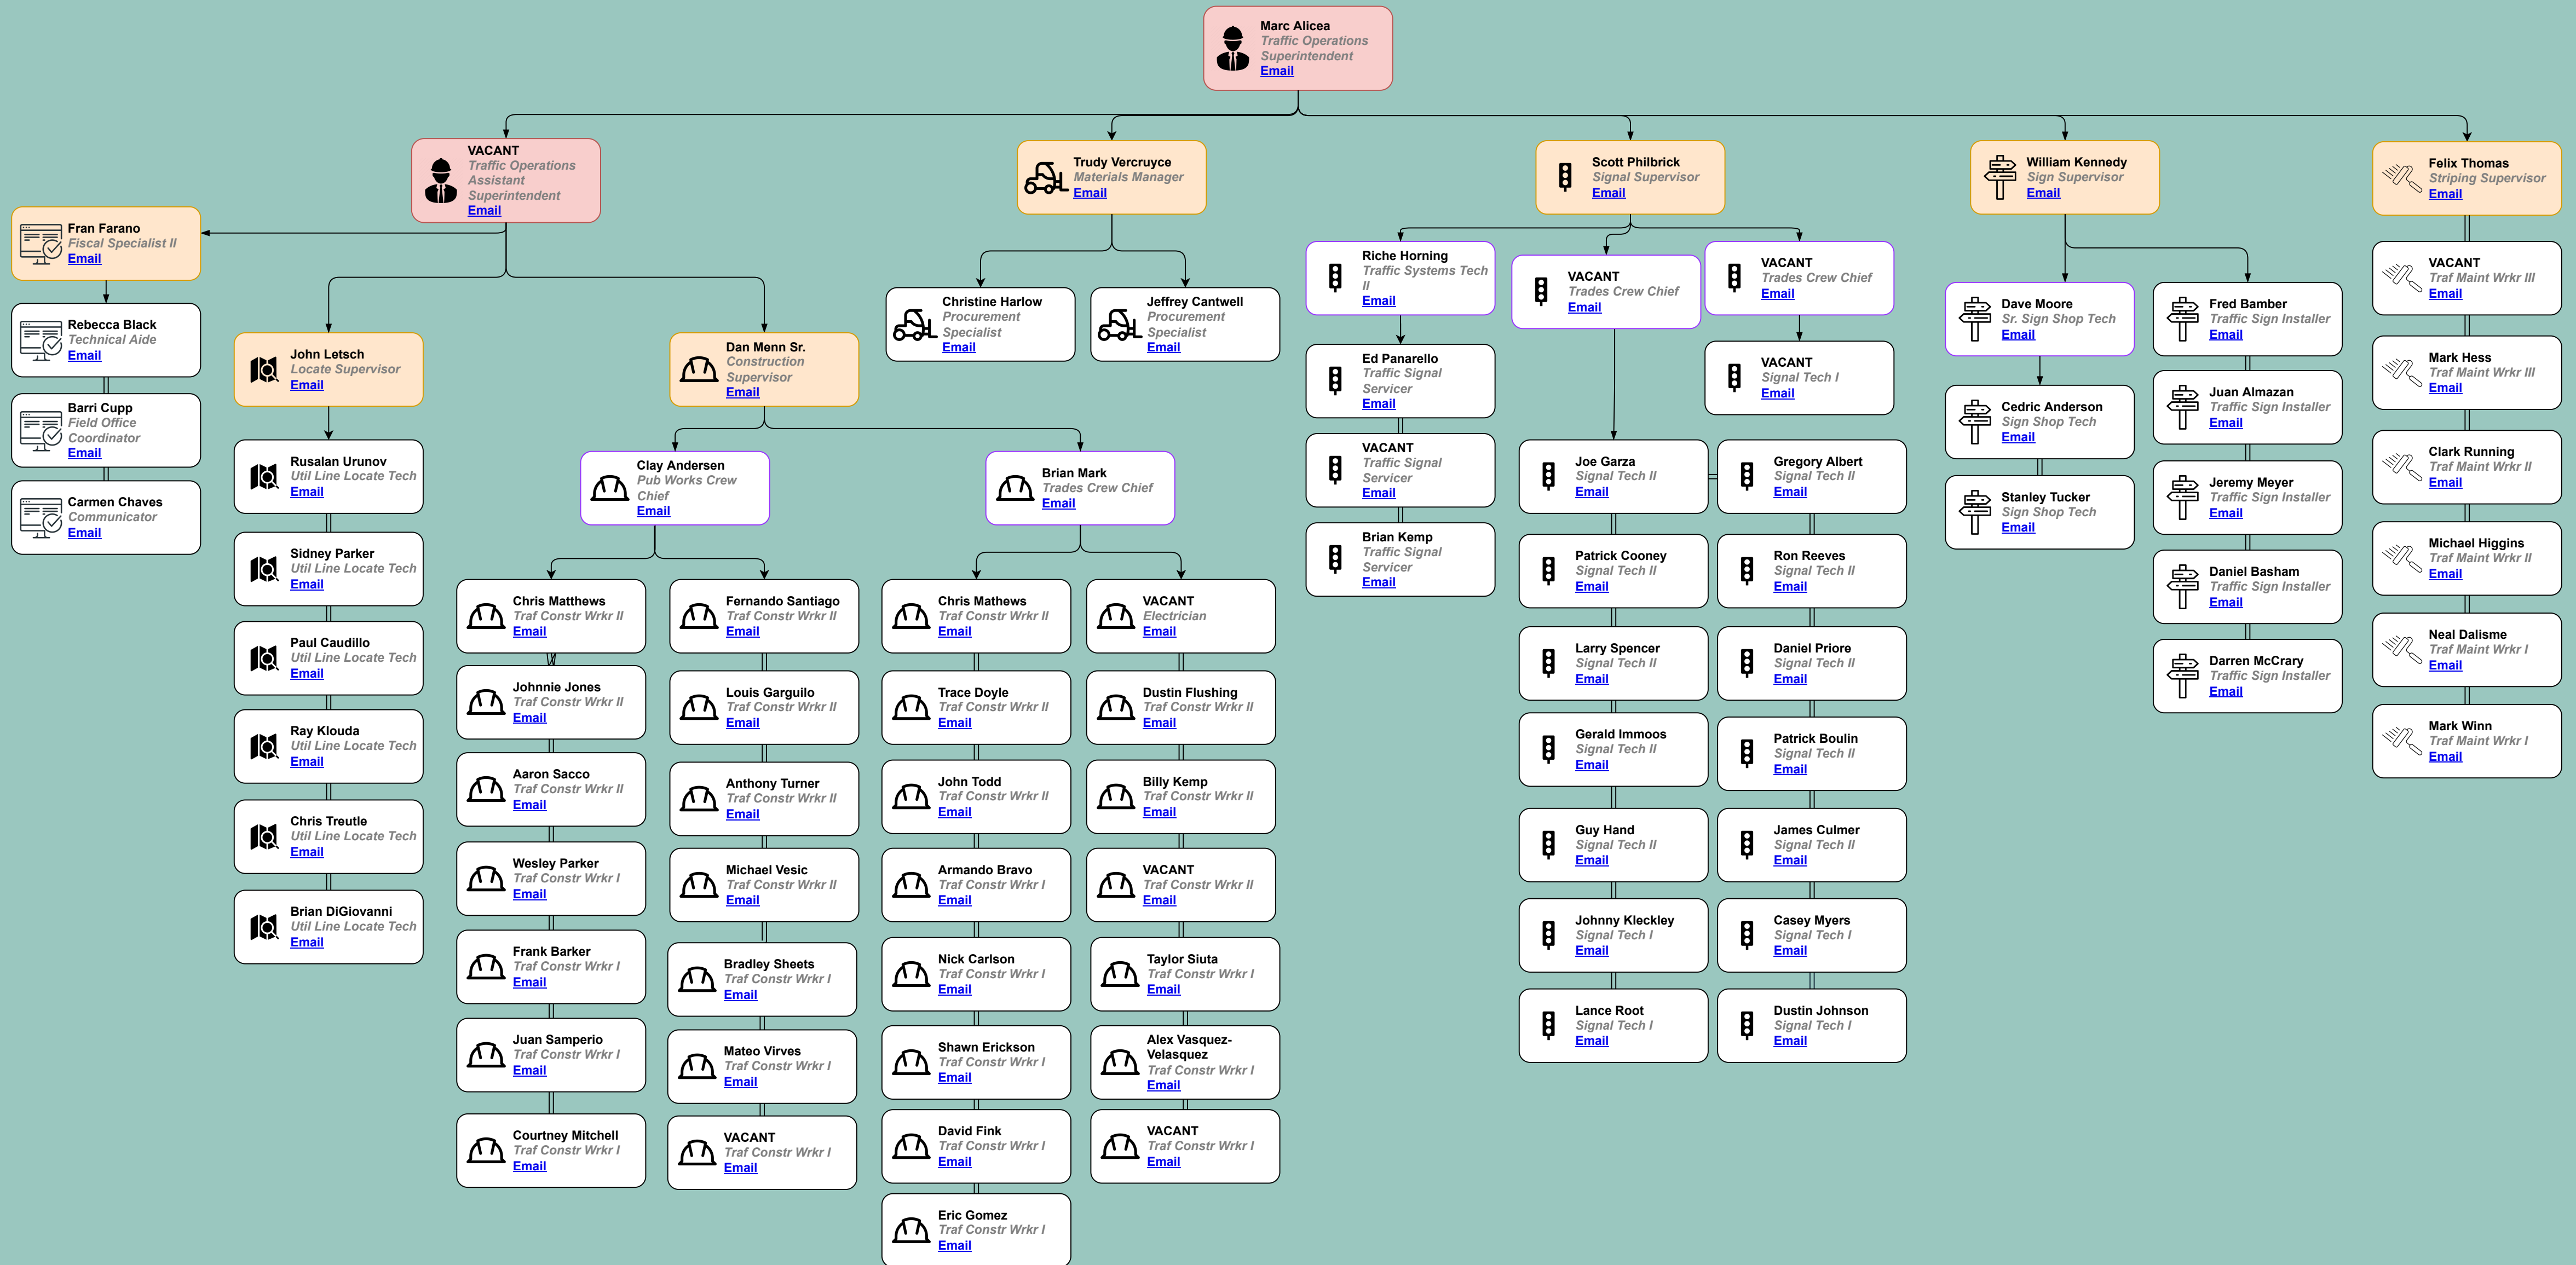 Marc Alicea
Traffic Operations
Superintendent
Email
VACANT
Traffic Operations
Assistant
Superintendent
Email
Trudy Vercruyce
Materials Manager
Email
Scott Philbrick
Signal Supervisor
Email
William Kennedy
Sign Supervisor
Email
Felix Thomas
Striping Supervisor
Email
Fran Farano
Fiscal Specialist II
Email
Rebecca Black
Technical Aide
Email
Barri Cupp
Field Office
Coordinator
Email
Carmen Chaves
Communicator
Email
John Letsch
Locate Supervisor
Email
Rusalan Urunov
Util Line Locate Tech
Email
Sidney Parker
Util Line Locate Tech
Email
Paul Caudillo
Util Line Locate Tech
Email
Ray Klouda
Util Line Locate Tech
Email
Chris Treutle
Util Line Locate Tech
Email
Brian DiGiovanni
Util Line Locate Tech
Email
Dan Menn Sr.
Construction
Supervisor
Email
Clay Andersen
Pub Works Crew
Chief
Email
Chris Matthews
Traf Constr Wrkr II
Email
Johnnie Jones
Traf Constr Wrkr II
Email
Aaron Sacco
Traf Constr Wrkr II
Email
Wesley Parker
Traf Constr Wrkr I
Email
Frank Barker
Traf Constr Wrkr I
Email
Juan Samperio
Traf Constr Wrkr I
Email
Courtney Mitchell
Traf Constr Wrkr I
Email
Fernando Santiago
Traf Constr Wrkr II
Email
Louis Garguilo
Traf Constr Wrkr II
Email
Anthony Turner
Traf Constr Wrkr II
Email
Michael Vesic
Traf Constr Wrkr II
Email
Bradley Sheets
Traf Constr Wrkr I
Email
Mateo Virves
Traf Constr Wrkr I
Email
VACANT
Traf Constr Wrkr I
Email
Brian Mark
Trades Crew Chief
Email
Chris Mathews
Traf Constr Wrkr II
Email
Trace Doyle
Traf Constr Wrkr II
Email
John Todd
Traf Constr Wrkr II
Email
Armando Bravo
Traf Constr Wrkr I
Email
Nick Carlson
Traf Constr Wrkr I
Email
Shawn Erickson
Traf Constr Wrkr I
Email
David Fink
Traf Constr Wrkr I
Email
Eric Gomez
Traf Constr Wrkr I
Email
VACANT
Electrician
Email
Dustin Flushing
Traf Constr Wrkr II
Email
Billy Kemp
Traf Constr Wrkr II
Email
VACANT
Traf Constr Wrkr II
Email
Taylor Siuta
Traf Constr Wrkr I
Email
Alex Vasquez-
Velasquez
Traf Constr Wrkr I
Email
VACANT
Traf Constr Wrkr I
Email
Christine Harlow
Procurement
Specialist
Email
Jeffrey Cantwell
Procurement
Specialist
Email
Riche Horning
Traffic Systems Tech
II
Email
Ed Panarello
Traffic Signal
Servicer
Email
VACANT
Traffic Signal
Servicer
Email
Brian Kemp
Traffic Signal
Servicer
Email
VACANT
Trades Crew Chief
Email
VACANT
Trades Crew Chief
Email
VACANT
Signal Tech I
Email
Joe Garza
Signal Tech II
Email
Patrick Cooney
Signal Tech II
Email
Larry Spencer
Signal Tech II
Email
Gerald Immoos
Signal Tech II
Email
Guy Hand
Signal Tech II
Email
Johnny Kleckley
Signal Tech I
Email
Lance Root
Signal Tech I
Email
Gregory Albert
Signal Tech II
Email
Ron Reeves
Signal Tech II
Email
Daniel Priore
Signal Tech II
Email
Patrick Boulin
Signal Tech II
Email
James Culmer
Signal Tech II
Email
Casey Myers
Signal Tech I
Email
Dustin Johnson
Signal Tech I
Email
Dave Moore
Sr. Sign Shop Tech
Email
Cedric Anderson
Sign Shop Tech
Email
Stanley Tucker
Sign Shop Tech
Email
Fred Bamber
Traffic Sign Installer
Email
Juan Almazan
Traffic Sign Installer
Email
Jeremy Meyer
Traffic Sign Installer
Email
Daniel Basham
Traffic Sign Installer
Email
Darren McCrary
Traffic Sign Installer
Email
VACANT
Traf Maint Wrkr III
Email
Mark Hess
Traf Maint Wrkr III
Email
Clark Running
Traf Maint Wrkr II
Email
Michael Higgins
Traf Maint Wrkr II
Email
Neal Dalisme
Traf Maint Wrkr I
Email
Mark Winn
Traf Maint Wrkr I
Email